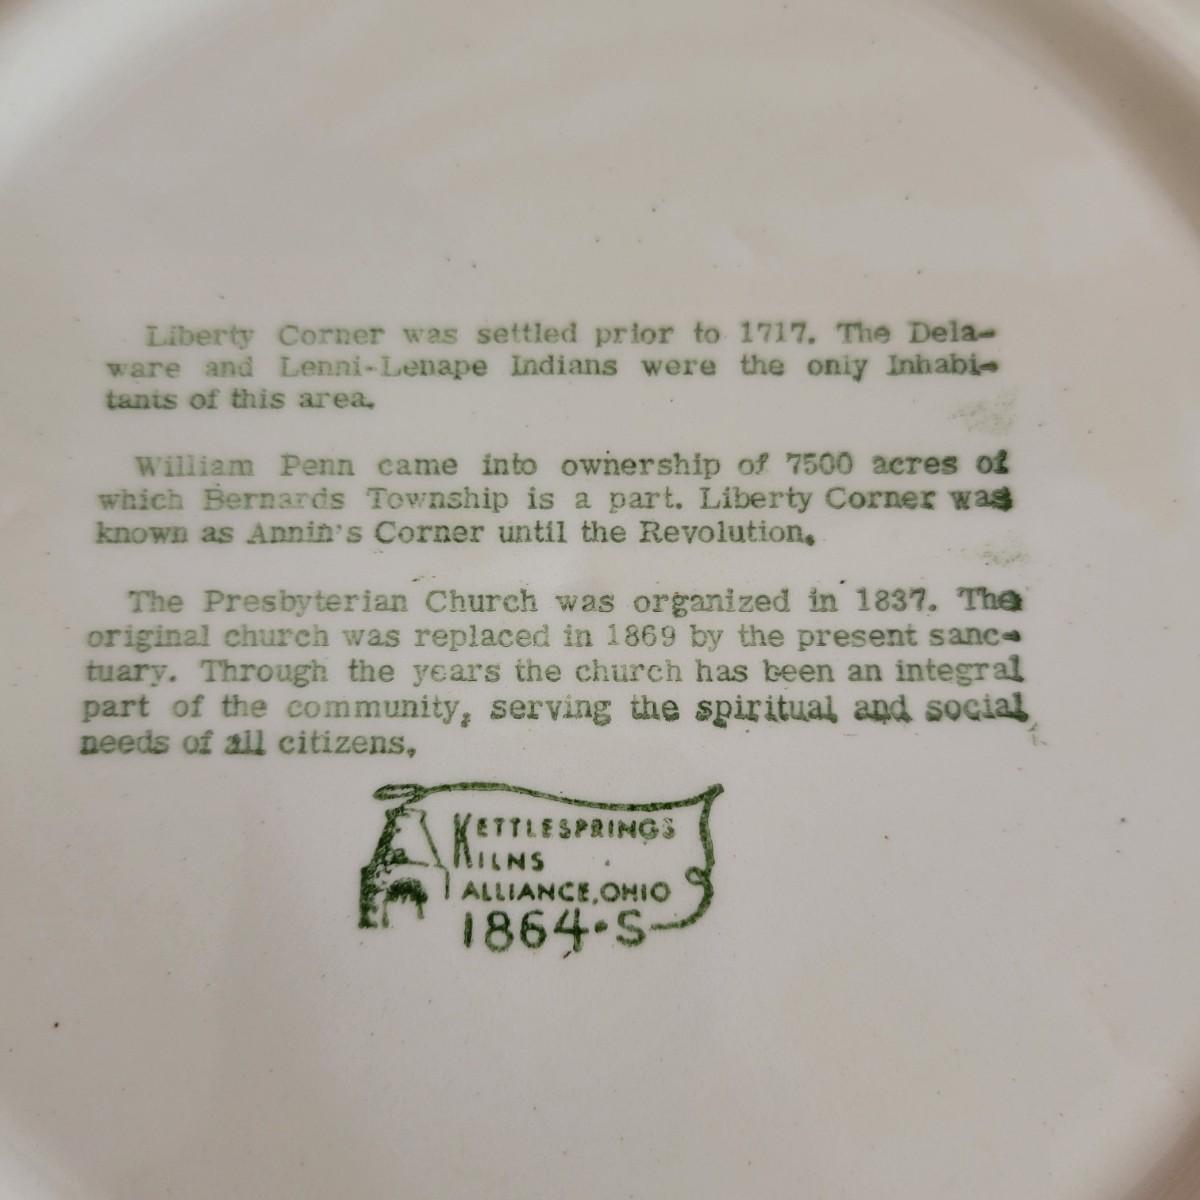 Liberty Corner was settled prior to 1717. The Dela-
ware and Lenni-Lenape Indians were the only Inhabi-
tants of this area.
William Penn came into ownership of 7500 acres of
which Bernards Township is a part. Liberty Corner was
known as Annin's Corner until the Revolution.
The Presbyterian Church was organized in 1837. The
original church was replaced in 1869 by the present sanc-
tuary. Through the years the church has been an integral
part of the community, serving the spiritual and social
needs of all citizens.
KETTLESPRINGS
KILNS
ALLIANCE, OHIO
1864-S